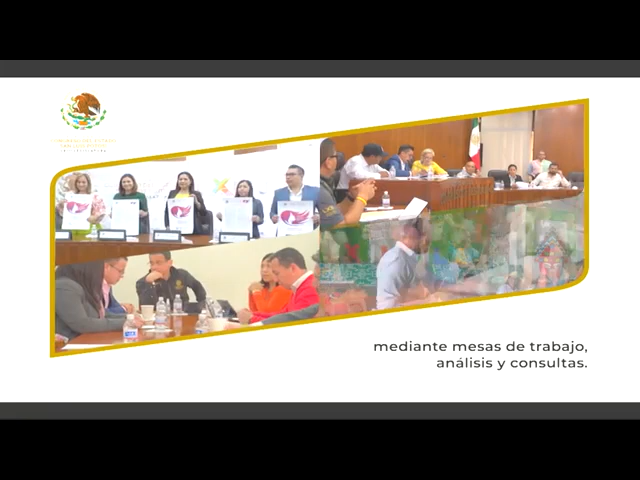 mediante mesas de trabajo,
análisis y consultas.